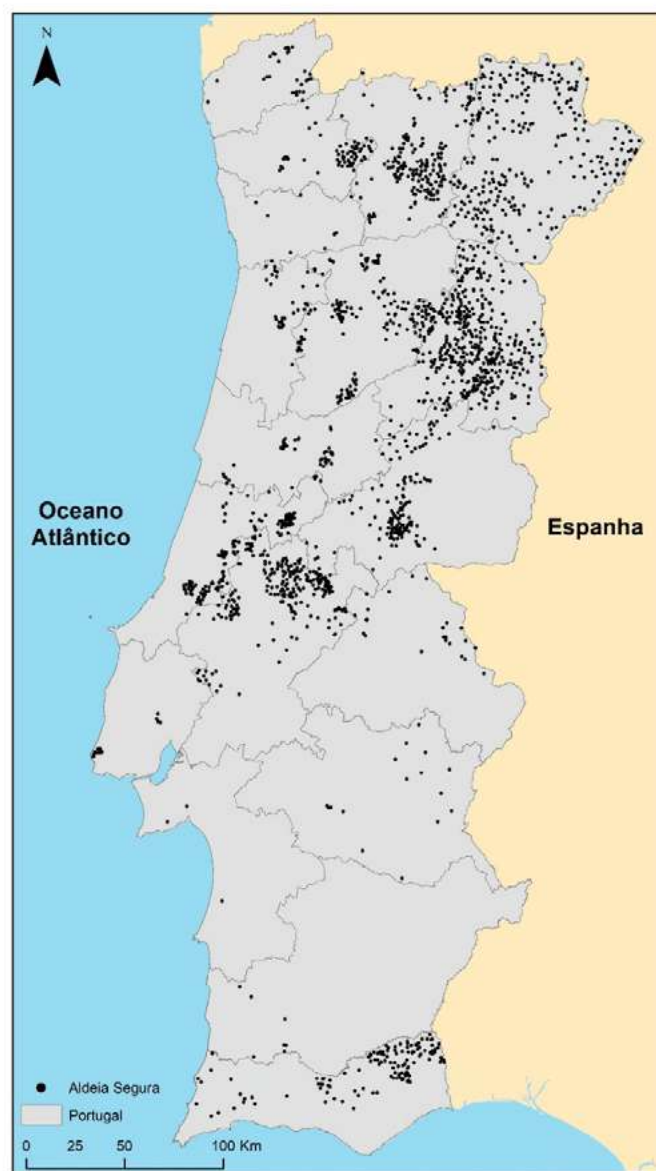 N
Oceano
Atlântico
Espanha
Aldeia Segura
Portugal
0 25 50 100 Km